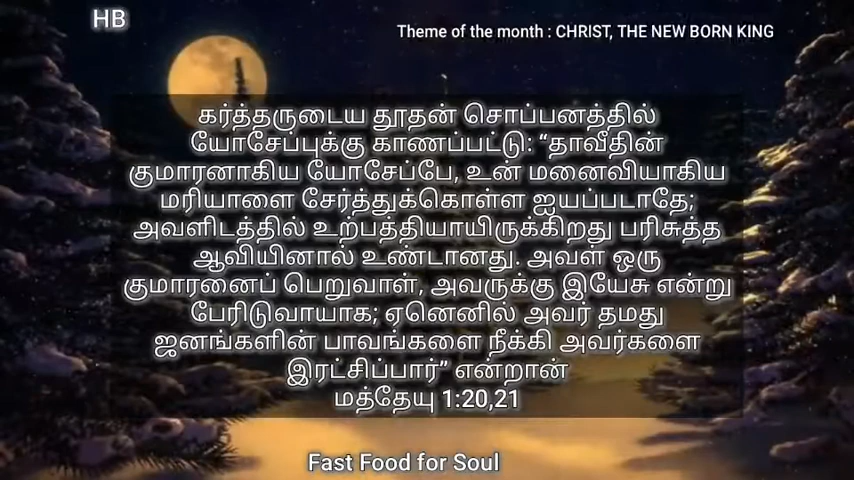 HB
Theme of the month : CHRIST, THE NEW BORN KING
கர்த்தருடைய தூதன் சொப்பனத்தில்
யோசேப்புக்கு காணப்பட்டு: “தாவீதின்
குமாரனாகிய யோசேப்பே, உன் மனைவியாகிய
மரியாளை சேர்த்துக்கொள்ள ஐயப்படாதே;
அவளிடத்தில் உற்பத்தியாயிருக்கிறது பரிசுத்த
ஆவியினால் உண்டானது. அவள் ஒரு
குமாரனைப் பெறுவாள், அவருக்கு இயேசு என்று
பேரிடுவாயாக; ஏனெனில் அவர் தமது
ஜனங்களின் பாவங்களை நீக்கி அவர்களை
இரட்சிப்பார்” என்றான்
மத்தேயு 1:20,21
Fast Food for Soul